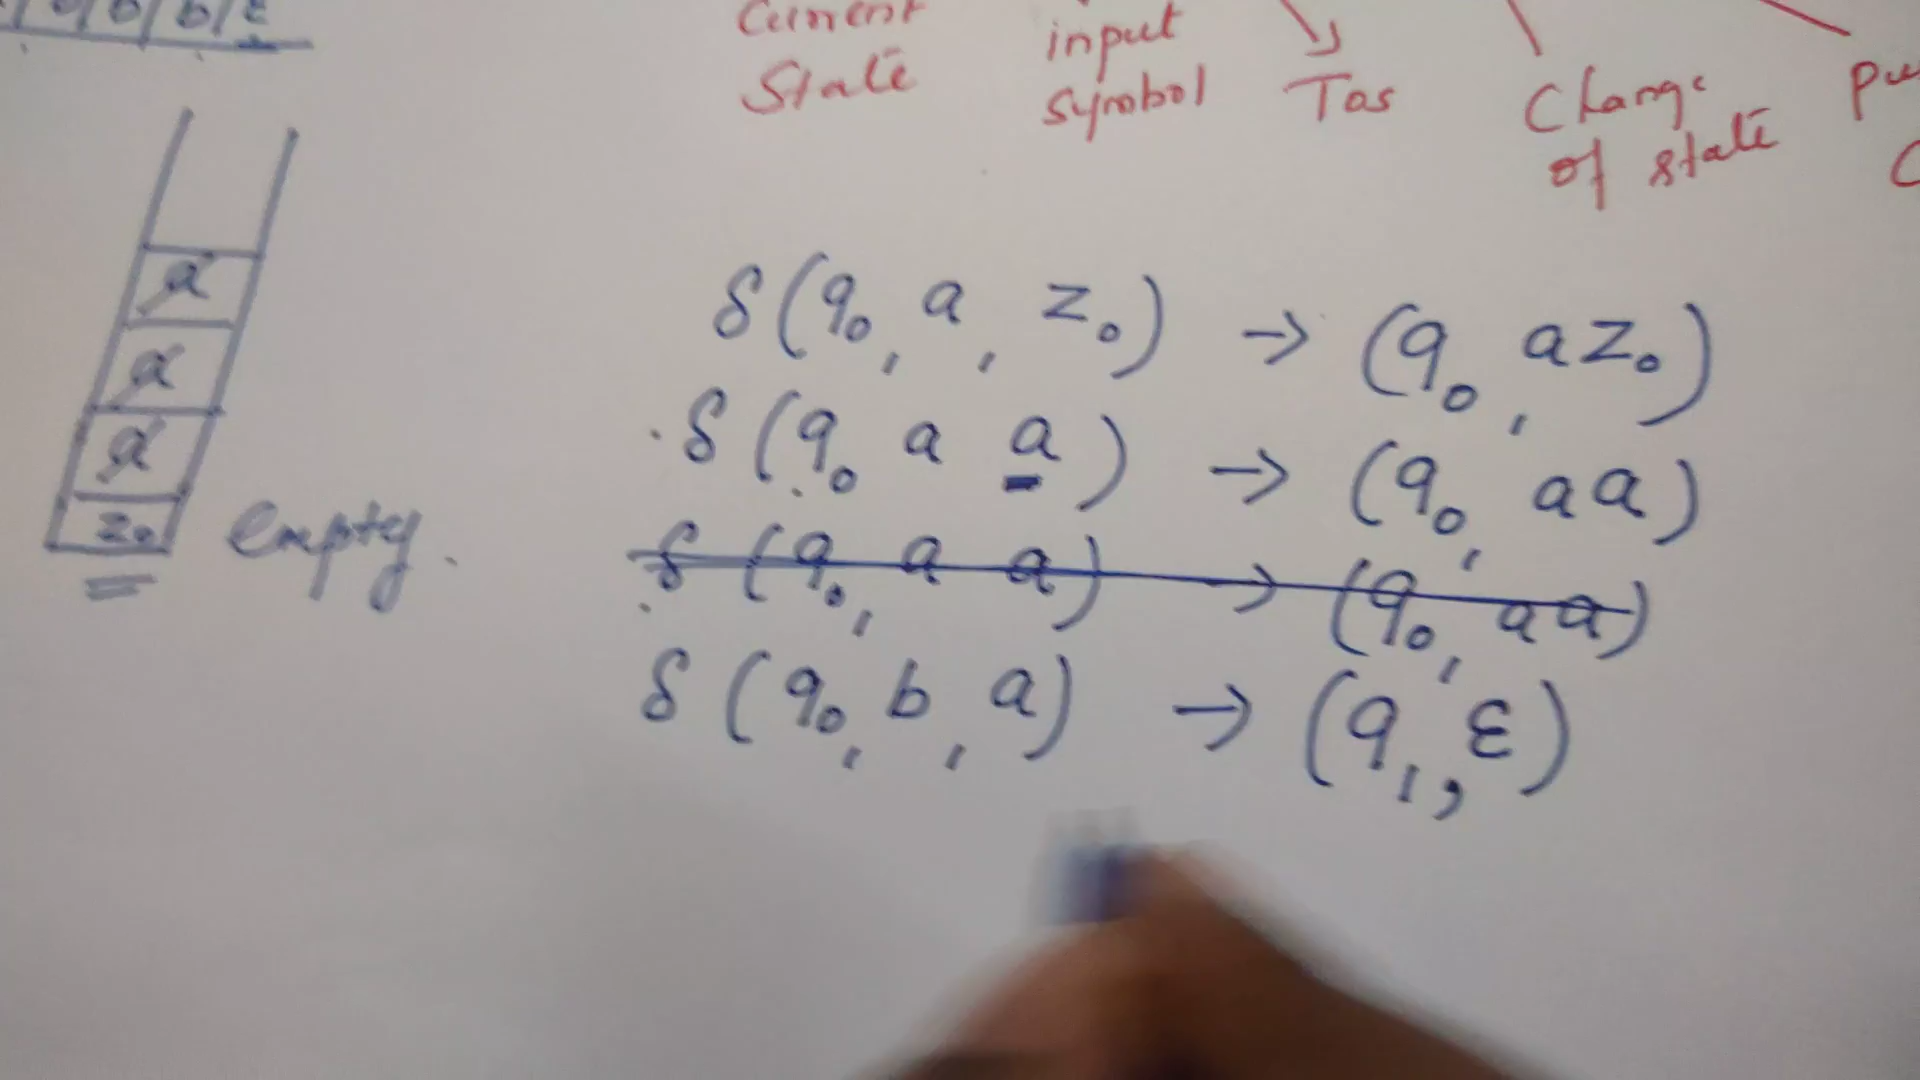 b/b/ε
Current State
input symbol
Tos
Change of state
a
a
a
z₀
empty.
δ(q₀, a, z₀) → (q₀, az₀)
δ(q₀ a a) → (q₀, aa)
δ(q₀, a a) → (q₀, aa)
δ(q₀, b, a) → (q₁, ε)